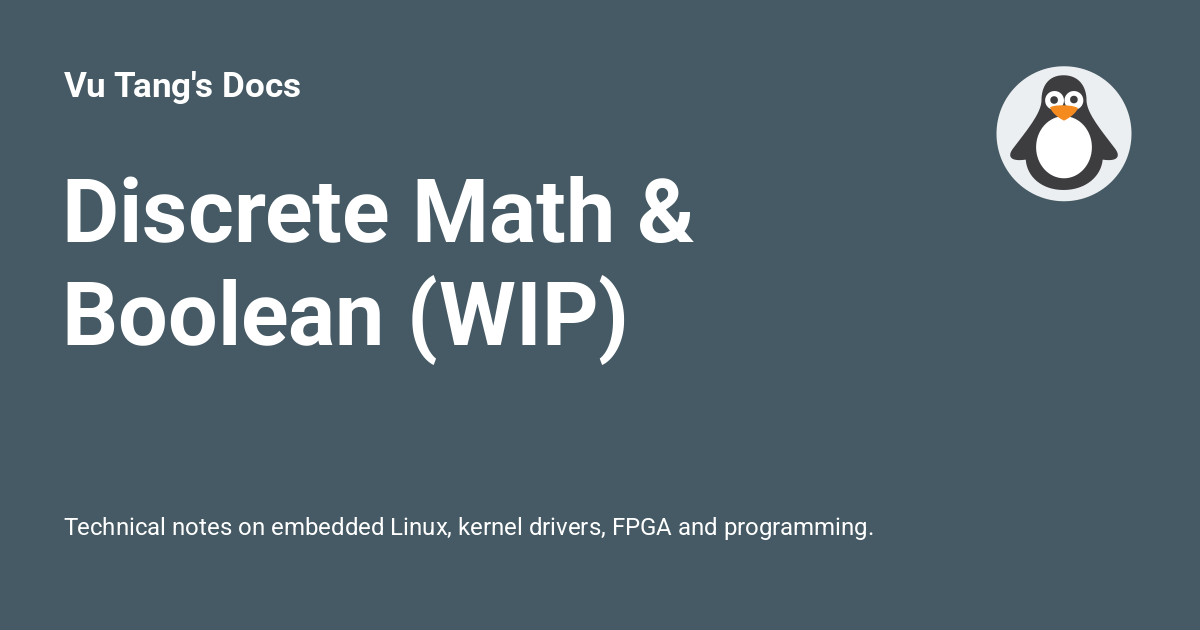 Vu Tang's Docs
Discrete Math &
Boolean (WIP)
Technical notes on embedded Linux, kernel drivers, FPGA and programming.